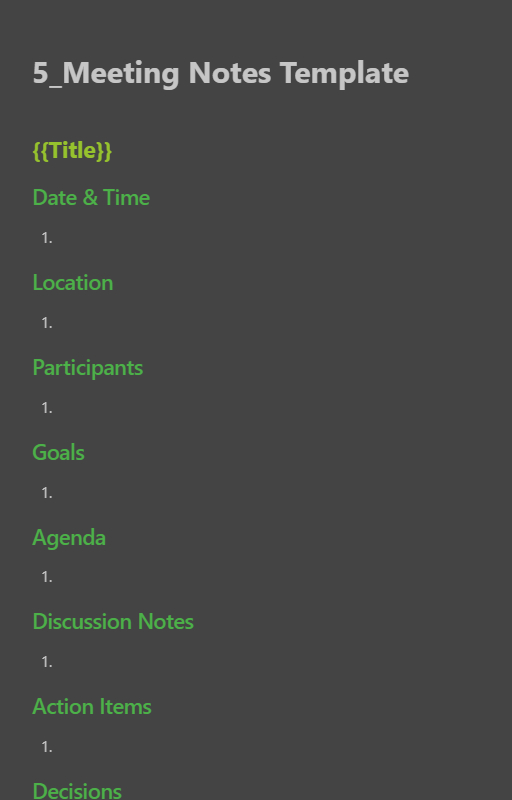 5_Meeting Notes Template
{{Title}}
Date & Time
1.
Location
1.
Participants
1.
Goals
1.
Agenda
1.
Discussion Notes
1.
Action Items
1.
Decisions